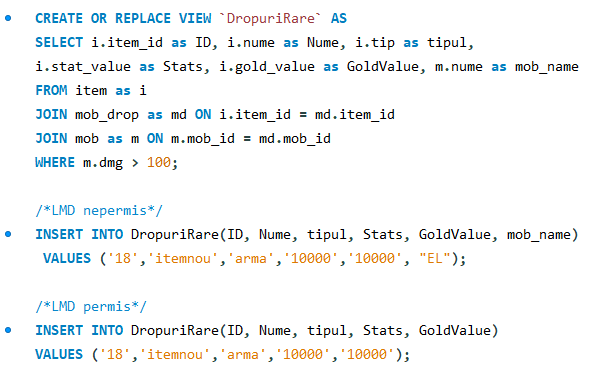 CREATE OR REPLACE VIEW `DropuriRare` AS
SELECT i.item_id as ID, i.nume as Nume, i.tip as tipul,
i.stat_value as Stats, i.gold_value as GoldValue, m.nume as mob_name
FROM item as i
JOIN mob_drop as md ON i.item_id = md.item_id
JOIN mob as m ON m.mob_id = md.mob_id
WHERE m.dmg > 100;
/*LMD nepermis*/
INSERT INTO DropuriRare(ID, Nume, tipul, Stats, GoldValue, mob_name)
VALUES ('18','itemnou','arma','10000','10000', "EL");
/*LMD permis*/
INSERT INTO DropuriRare(ID, Nume, tipul, Stats, GoldValue)
VALUES ('18','itemnou','arma','10000','10000');